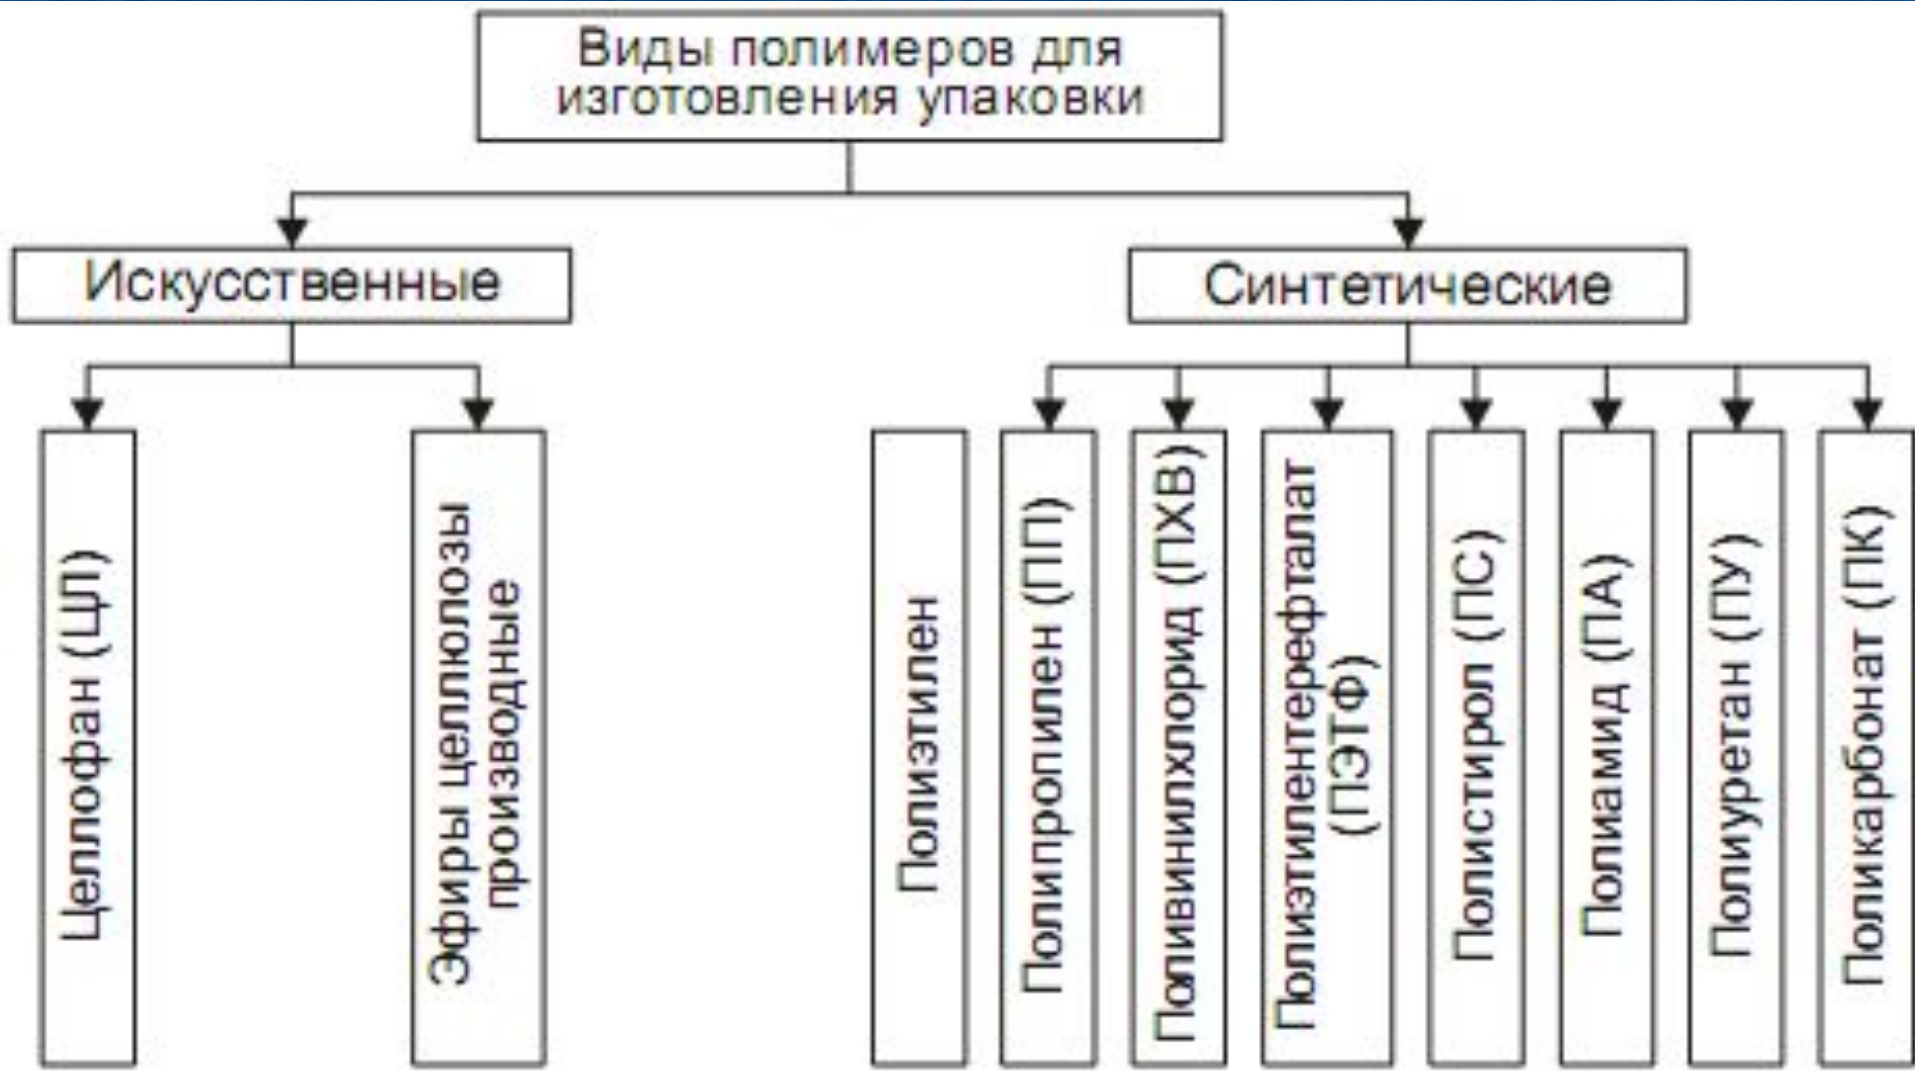 Виды полимеров для
изготовления упаковки
Искусственные
Синтетические
Целлофан (ЦЛ)
Эфиры целлюлозы
производные
Полиэтилен
Полипропилен (ПП)
Поливинилхлорид (ПХВ)
Полиэтилентерефталат
(ПЭТФ)
Полистирол (ПС)
Полиамид (ПА)
Полиуретан (ПУ)
Поликарбонат (ПК)